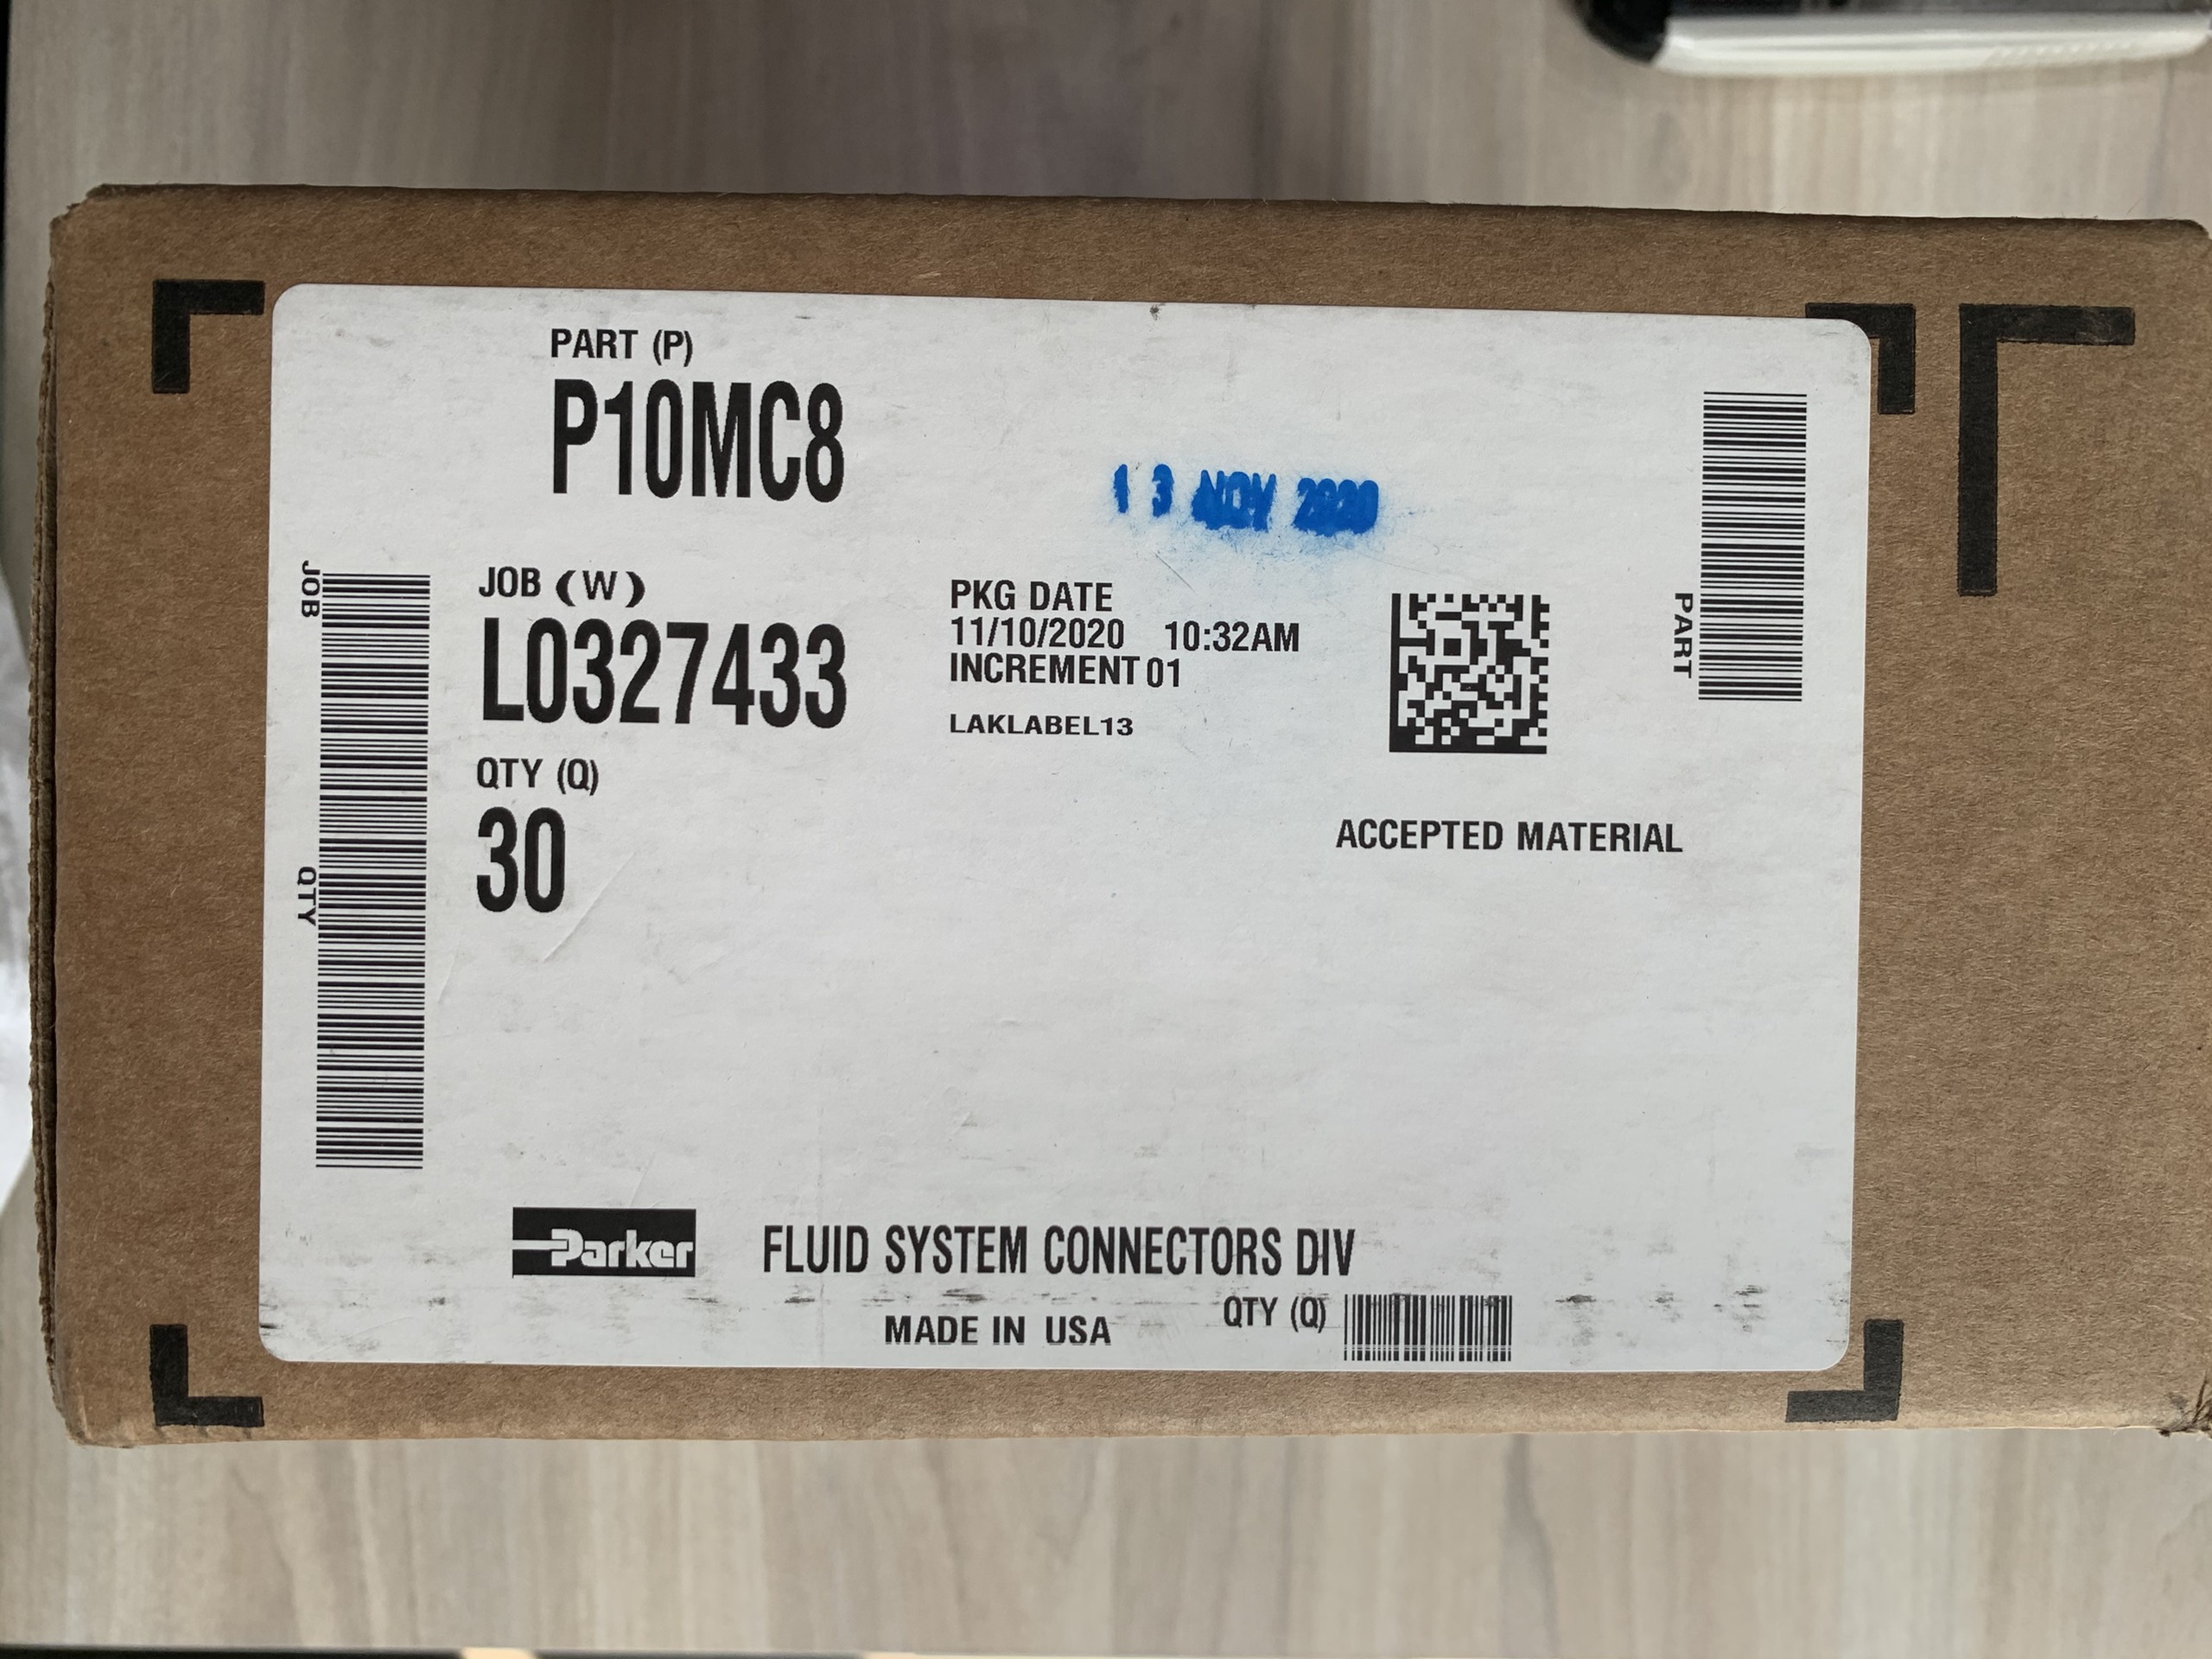 PART (P)
P10MC8
13 NOV 2020
JOB (W)
L0327433
PKG DATE
11/10/2020 10:32AM
INCREMENT 01
LAKLABEL13
QTY (Q)
30
ACCEPTED MATERIAL
JOB
QTY
PART
Parker
FLUID SYSTEM CONNECTORS DIV
MADE IN USA
QTY (Q)